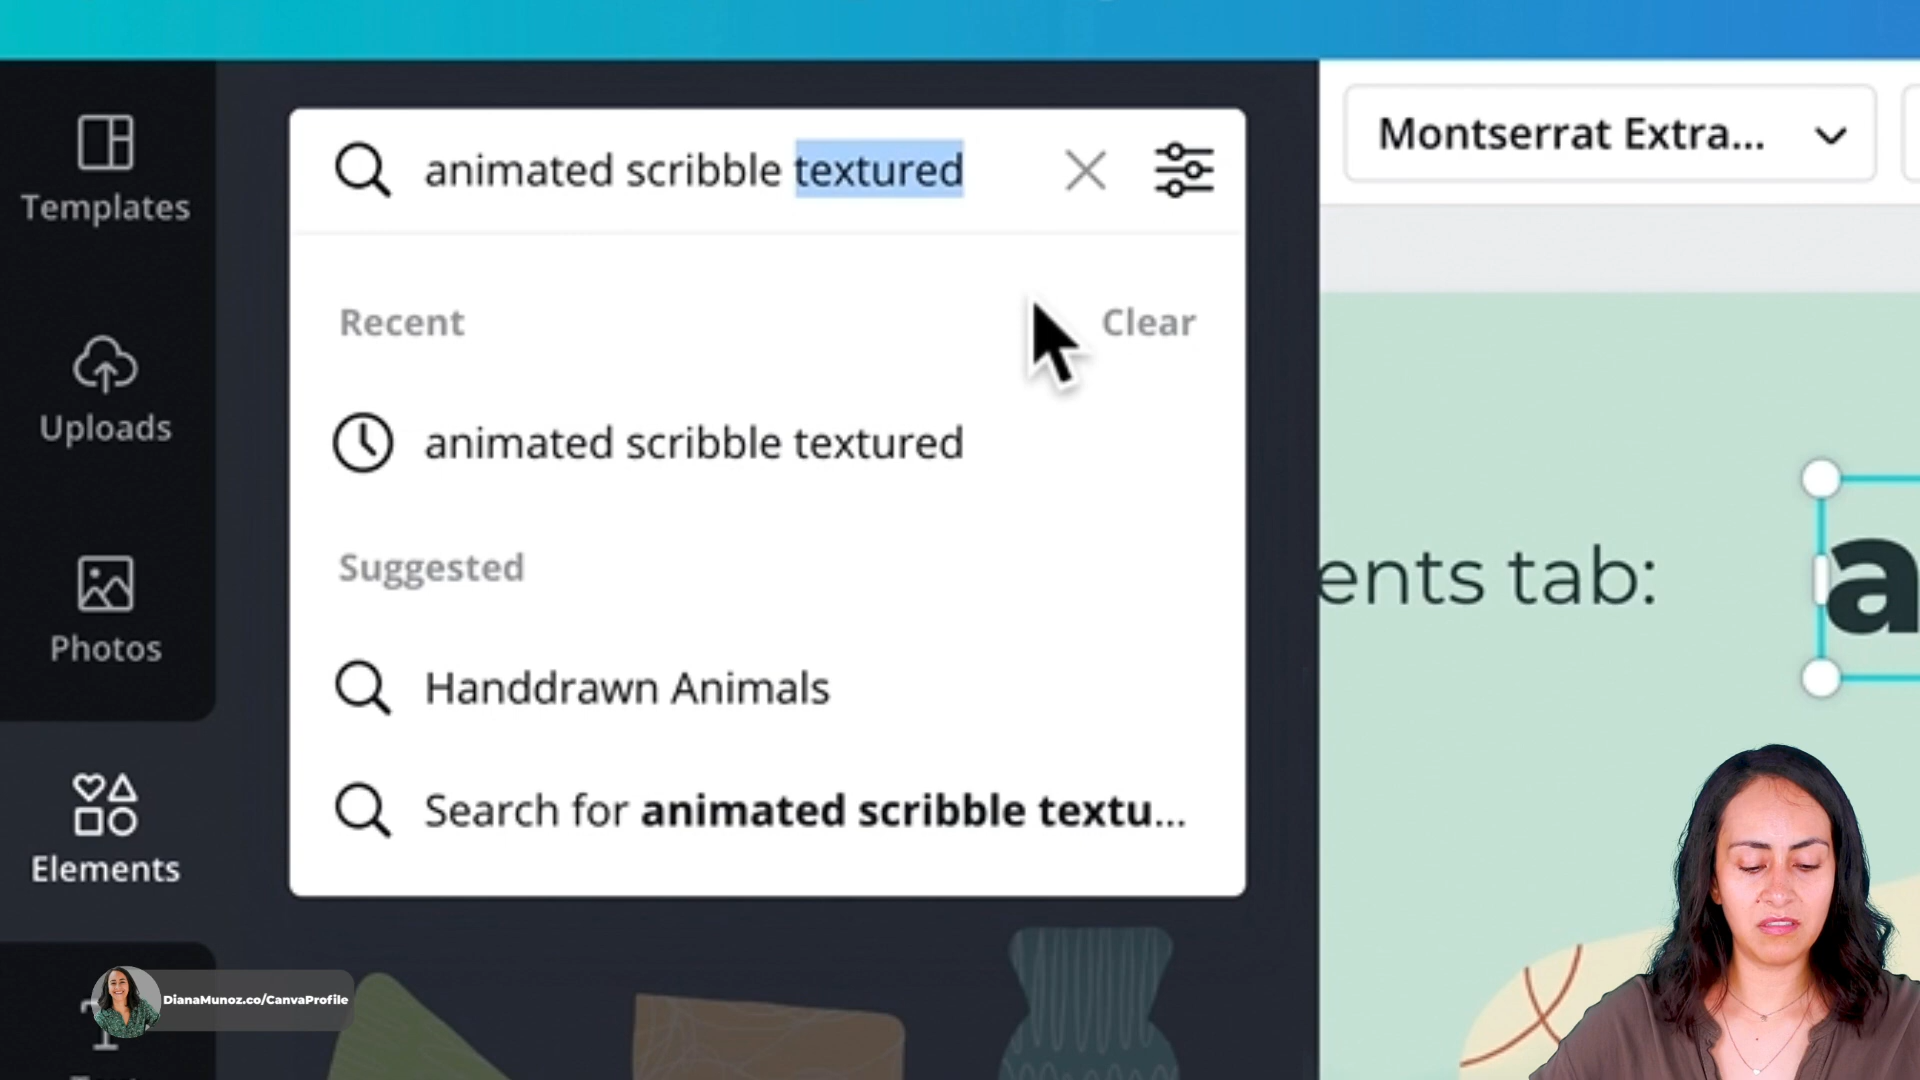 Templates
Uploads
Photos
Elements
animated scribble textured
Recent
Clear
animated scribble textured
Suggested
Handdrawn Animals
Search for animated scribble textu...
Montserrat Extra...
ents tab:
a
DianaMunoz.co/CanvaProfile